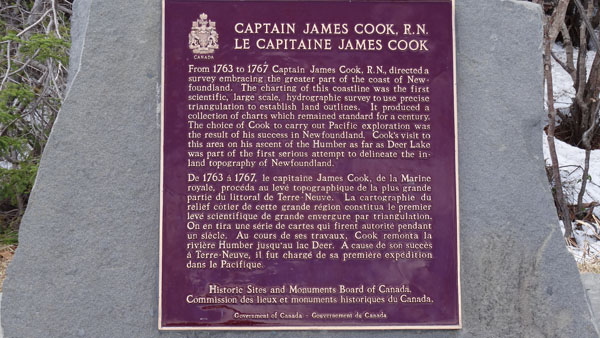 CANADA
CAPTAIN JAMES COOK, R.N.
LE CAPITAINE JAMES COOK
From 1763 to 1767 Captain James Cook, R.N., directed a
survey embracing the greater part of the coast of New-
foundland. The charting of this coastline was the first
scientific, large scale, hydrographic survey to use precise
triangulation to establish land outlines. It produced a
collection of charts which remained standard for a century.
The choice of Cook to carry out Pacific exploration was
the result of his success in Newfoundland. Cook's visit to
this area on his ascent of the Humber as far as Deer Lake
was part of the first serious attempt to delineate the in-
land topography of Newfoundland.
De 1763 à 1767, le capitaine James Cook, de la Marine
royale, procéda au levé topographique de la plus grande
partie du littoral de Terre-Neuve. La cartographie du
relief côtier de cette grande région constitua le premier
levé scientifique de grande envergure par triangulation.
On en tira une série de cartes qui firent autorité pendant
un siècle. Au cours de ses travaux, Cook remonta la
rivière Humber jusqu'au lac Deer. A cause de son succès
à Terre-Neuve, il fut chargé de sa première expédition
dans le Pacifique.
Historic Sites and Monuments Board of Canada.
Commission des lieux et monuments historiques du Canada.
Government of Canada - Gouvernement du Canada